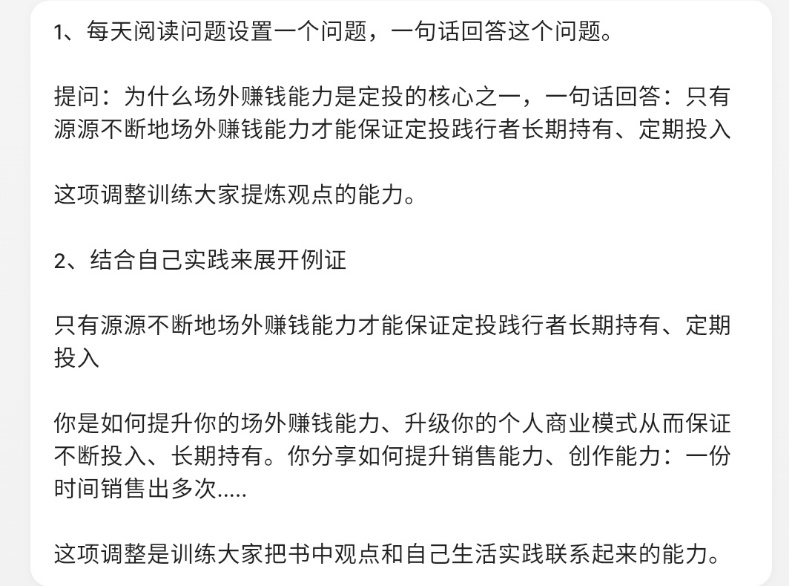 1、每天阅读问题设置一个问题，一句话回答这个问题。
提问：为什么场外赚钱能力是定投的核心之一，一句话回答：只有
源源不断地场外赚钱能力才能保证定投践行者长期持有、定期投入
这项调整训练大家提炼观点的能力。
2、结合自己实践来展开例证
只有源源不断地场外赚钱能力才能保证定投践行者长期持有、定期
投入
你是如何提升你的场外赚钱能力、升级你的个人商业模式从而保证
不断投入、长期持有。你分享如何提升销售能力、创作能力：一份
时间销售出多次.....
这项调整是训练大家把书中观点和自己生活实践联系起来的能力。